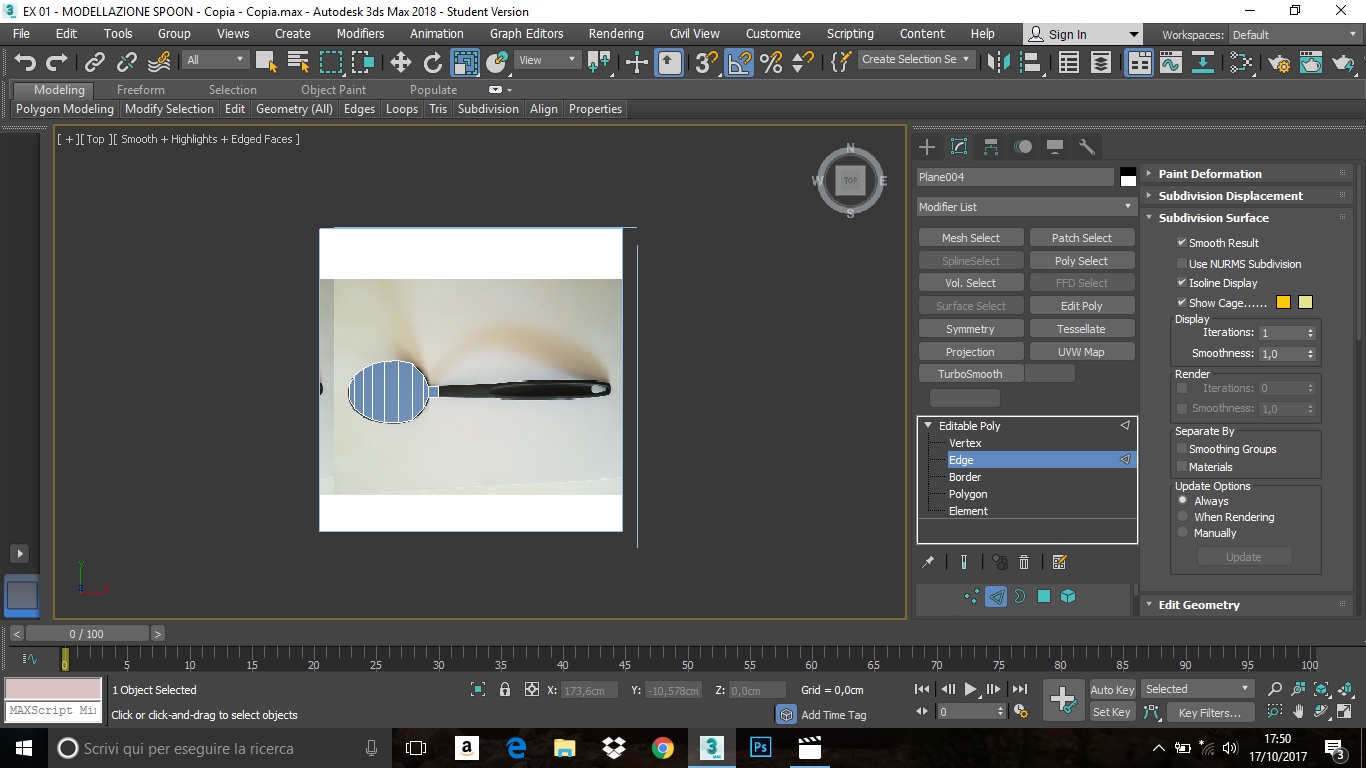 EX 01 - MODELLAZIONE SPOON - Copia - Copia.max - Autodesk 3ds Max 2018 - Student Version
File Edit Tools Group Views Create Modifiers Animation Graph Editors Rendering Civil View Customize Scripting Content Help Sign In Workspaces: Default
All View Create Selection Se
Modeling Freeform Selection Object Paint Populate
Polygon Modeling Modify Selection Edit Geometry (All) Edges Loops Tris Subdivision Align Properties
[ + ][ Top ][ Smooth + Highlights + Edged Faces ]
N
W TOP E
S
Plane004
Modifier List
Mesh Select Patch Select
SplineSelect Poly Select
Vol. Select FFD Select
Surface Select Edit Poly
Symmetry Tessellate
Projection UVW Map
TurboSmooth
Editable Poly
Vertex
Edge
Border
Polygon
Element
Paint Deformation
Subdivision Displacement
Subdivision Surface
Smooth Result
Use NURMS Subdivision
Isoline Display
Show Cage......
Display
Iterations: 1
Smoothness: 1,0
Render
Iterations: 0
Smoothness: 1,0
Separate By
Smoothing Groups
Materials
Update Options
Always
When Rendering
Manually
Update
Edit Geometry
y
x
< 0 / 100 >
0 5 10 15 20 25 30 35 40 45 50 55 60 65 70 75 80 85 90 95 100
1 Object Selected X: 173,6cm Y: -10,578cm Z: 0,0cm Grid = 0,0cm Auto Key Selected
MAXScript Mi Click or click-and-drag to select objects Add Time Tag 0 Set Key Key Filters...
Scrivi qui per eseguire la ricerca
a 3 MAX Ps
17:50
17/10/2017
3